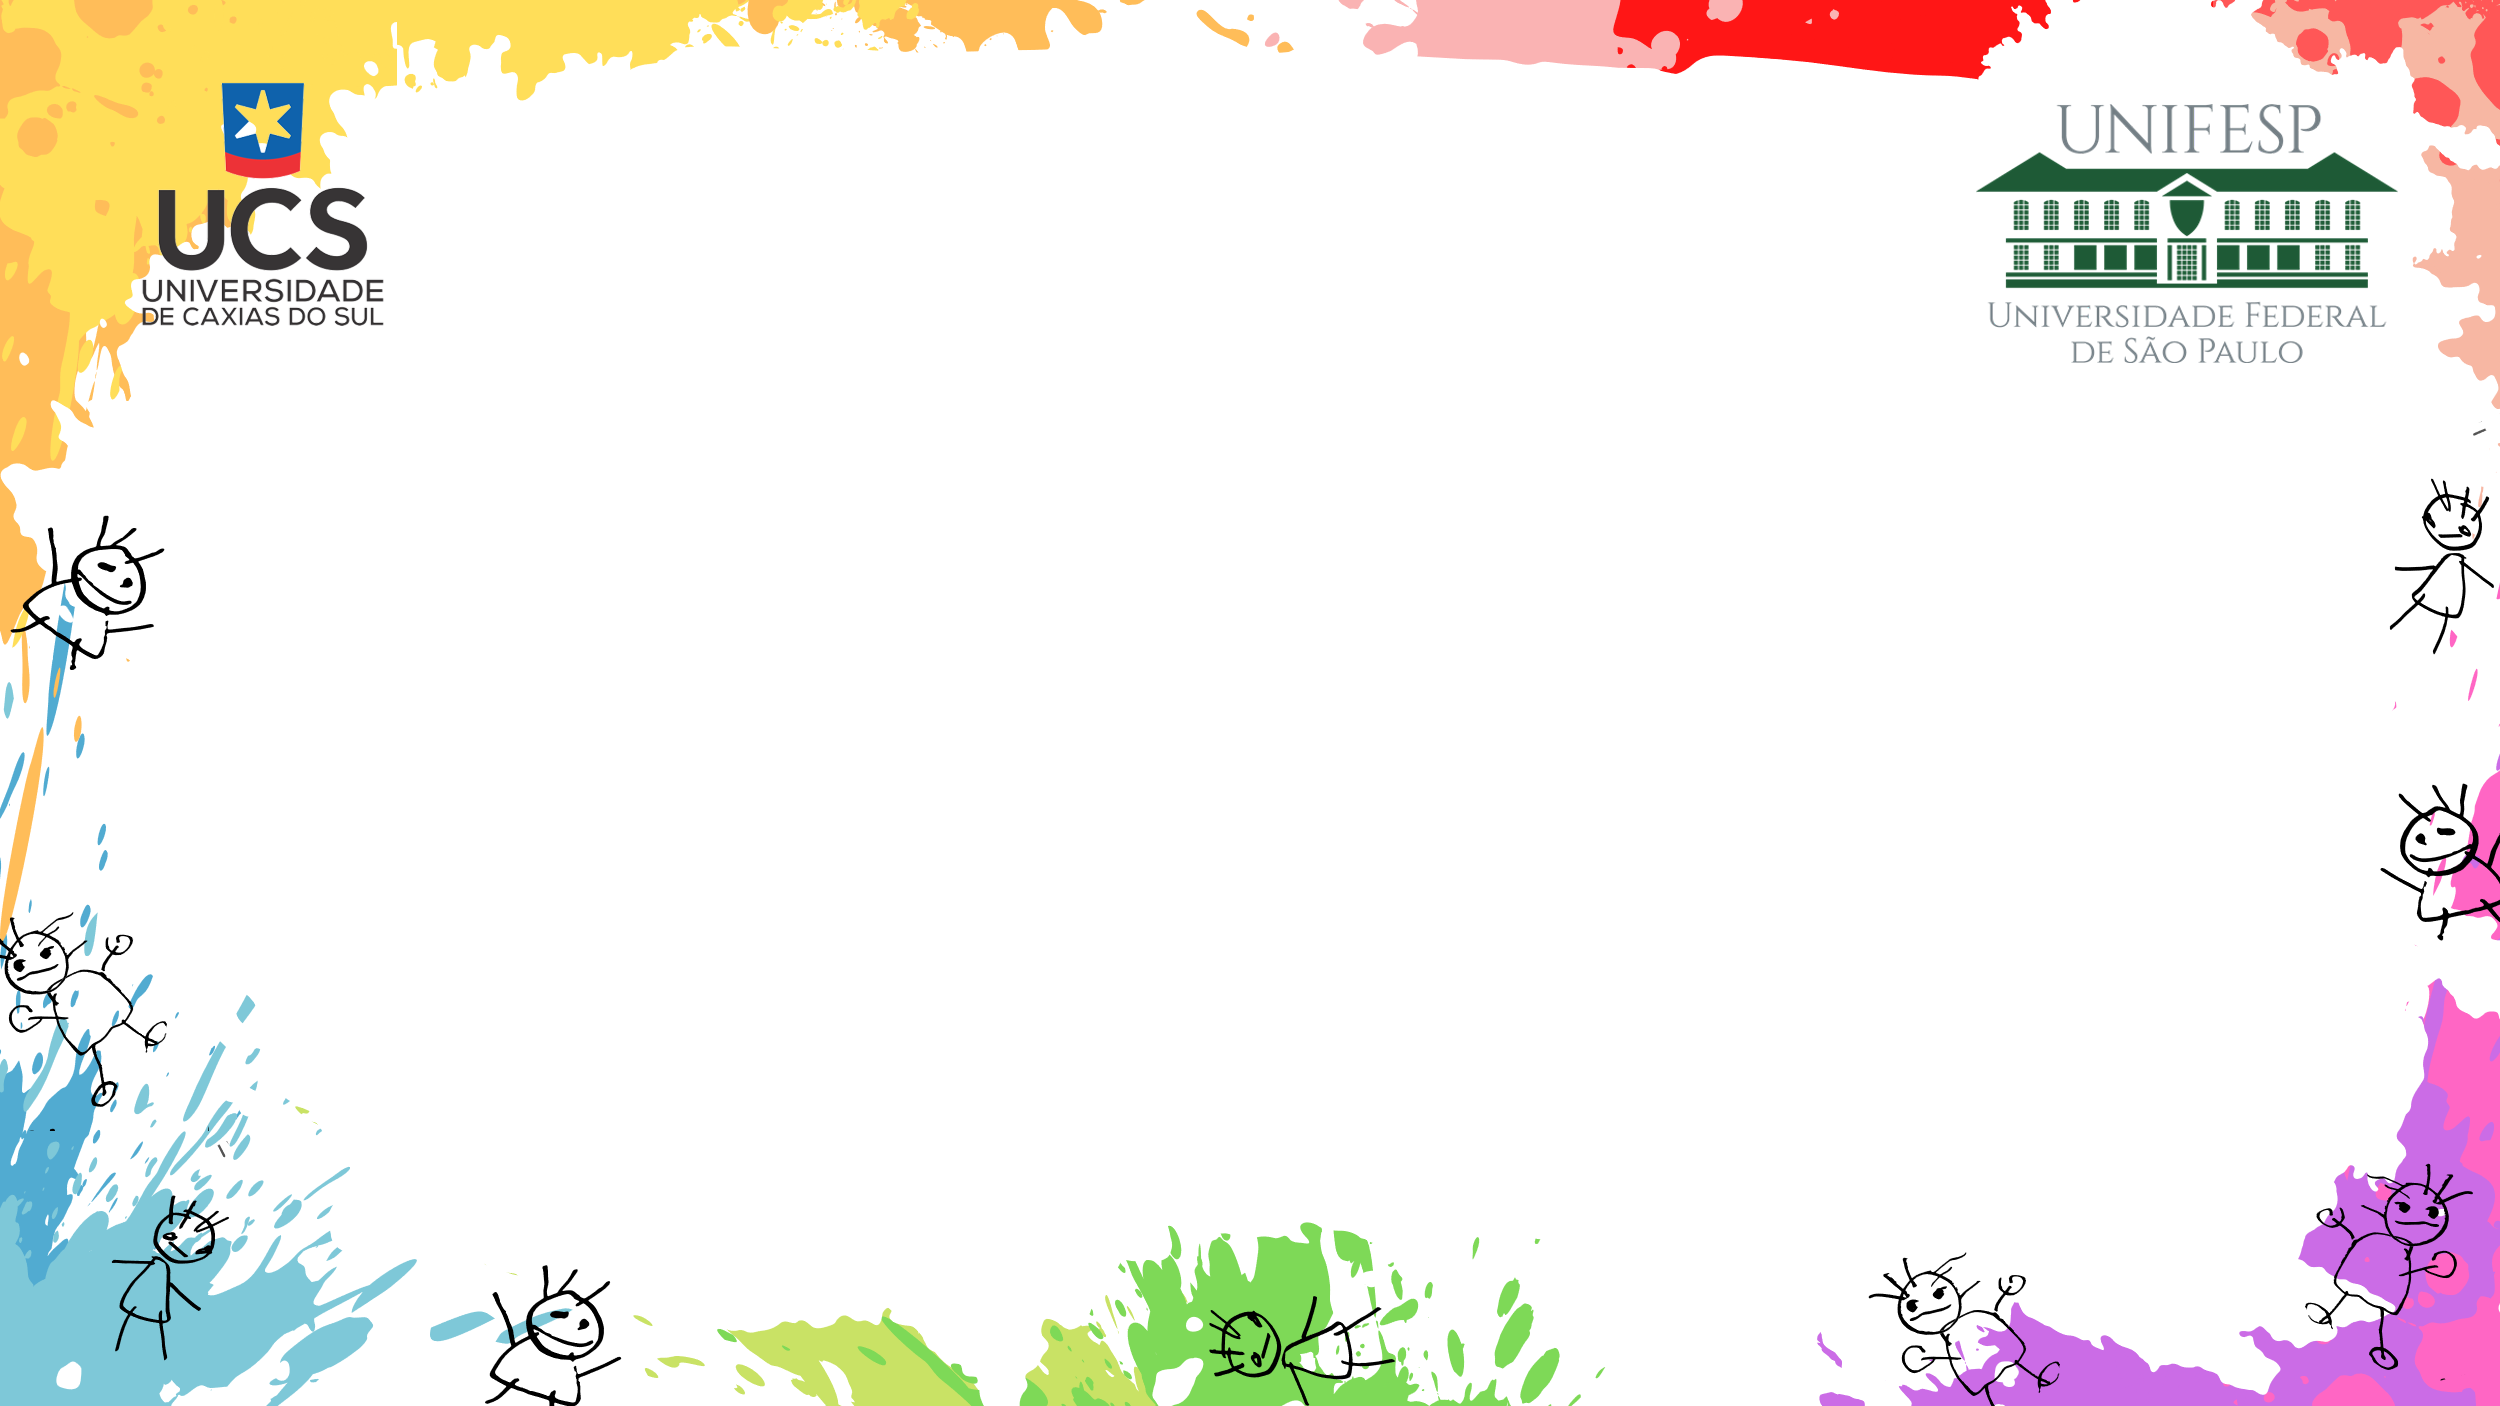 UCS
UNIVERSIDADE
DE CAXIAS DO SUL
UNIFESP
UNIVERSIDADE FEDERAL
DE SÃO PAULO